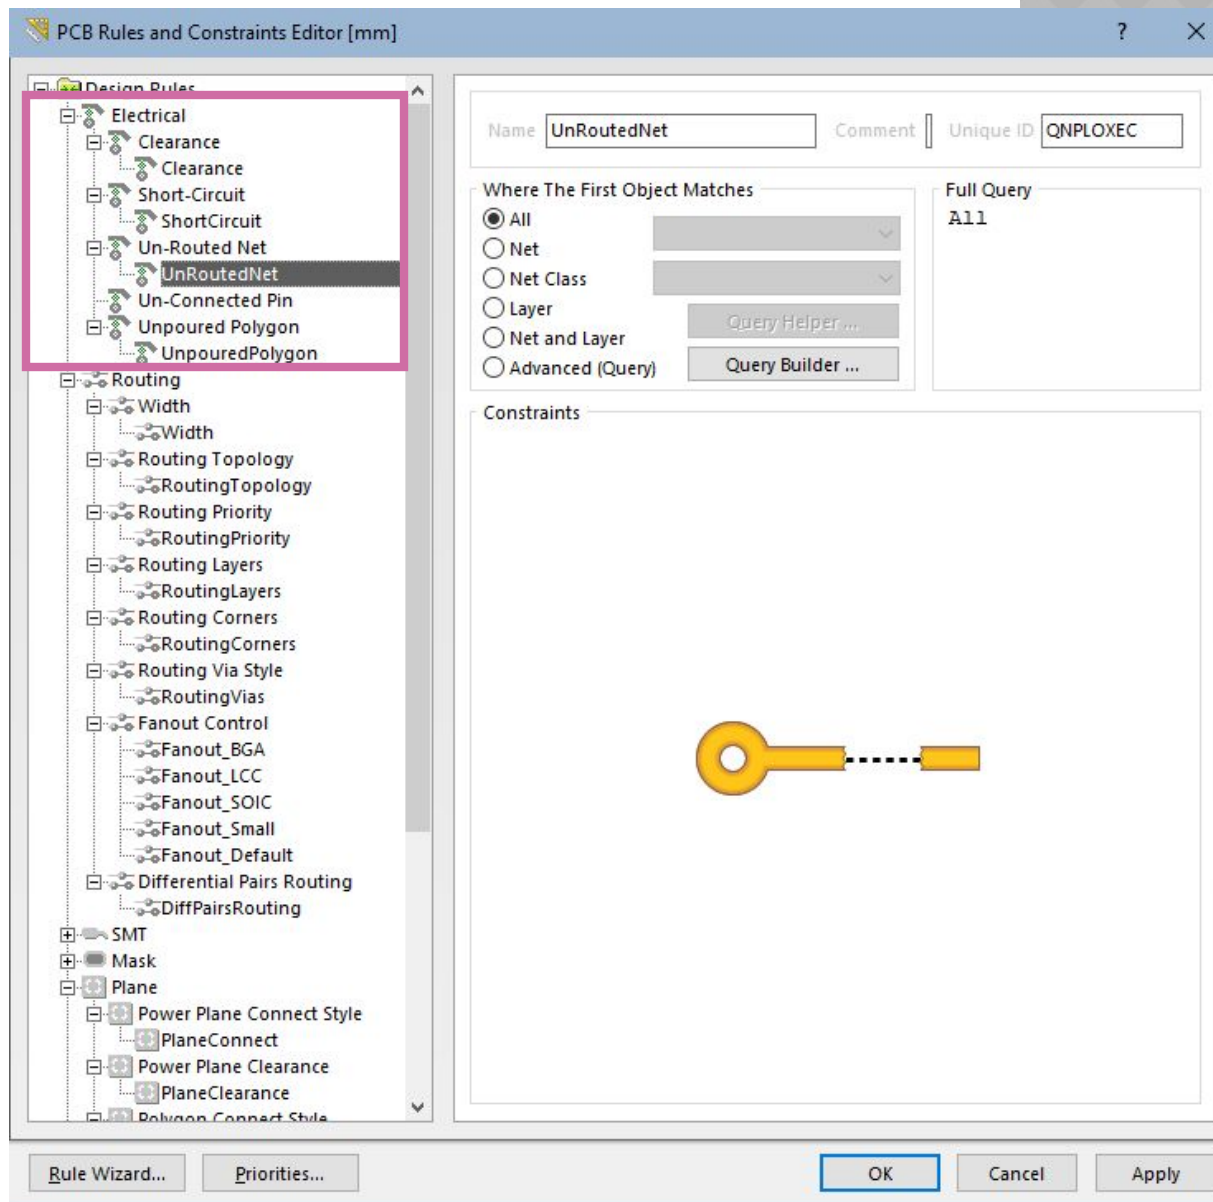 PCB Rules and Constraints Editor [mm]
?
Design Rules
Electrical
Clearance
Clearance
Short-Circuit
ShortCircuit
Un-Routed Net
UnRoutedNet
Un-Connected Pin
Unpoured Polygon
UnpouredPolygon
Routing
Width
Width
Routing Topology
RoutingTopology
Routing Priority
RoutingPriority
Routing Layers
RoutingLayers
Routing Corners
RoutingCorners
Routing Via Style
RoutingVias
Fanout Control
Fanout_BGA
Fanout_LCC
Fanout_SOIC
Fanout_Small
Fanout_Default
Differential Pairs Routing
DiffPairsRouting
SMT
Mask
Plane
Power Plane Connect Style
PlaneConnect
Power Plane Clearance
PlaneClearance
Polygon Connect Style
Name UnRoutedNet Comment Unique ID QNPLOXEC
Where The First Object Matches
All
Net
Net Class
Layer
Net and Layer
Advanced (Query)
Query Helper ...
Query Builder ...
Full Query
All
Constraints
Rule Wizard... Priorities... OK Cancel Apply